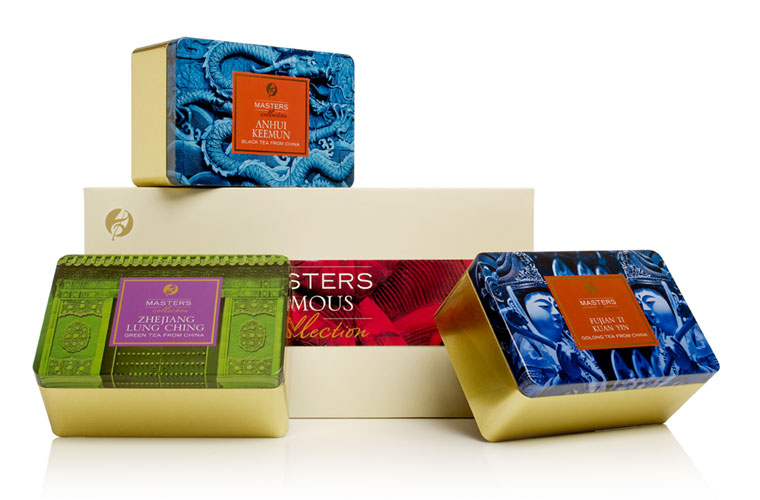 MASTERS
collection
ANHUI
KEEMUN
BLACK TEA FROM CHINA
STERS
MOUS
ollection
MASTERS
collection
ZHEJIANG
LUNG CHING
GREEN TEA FROM CHINA
MASTERS
collection
FUJIAN TI
KUAN YIN
OOLONG TEA FROM CHINA